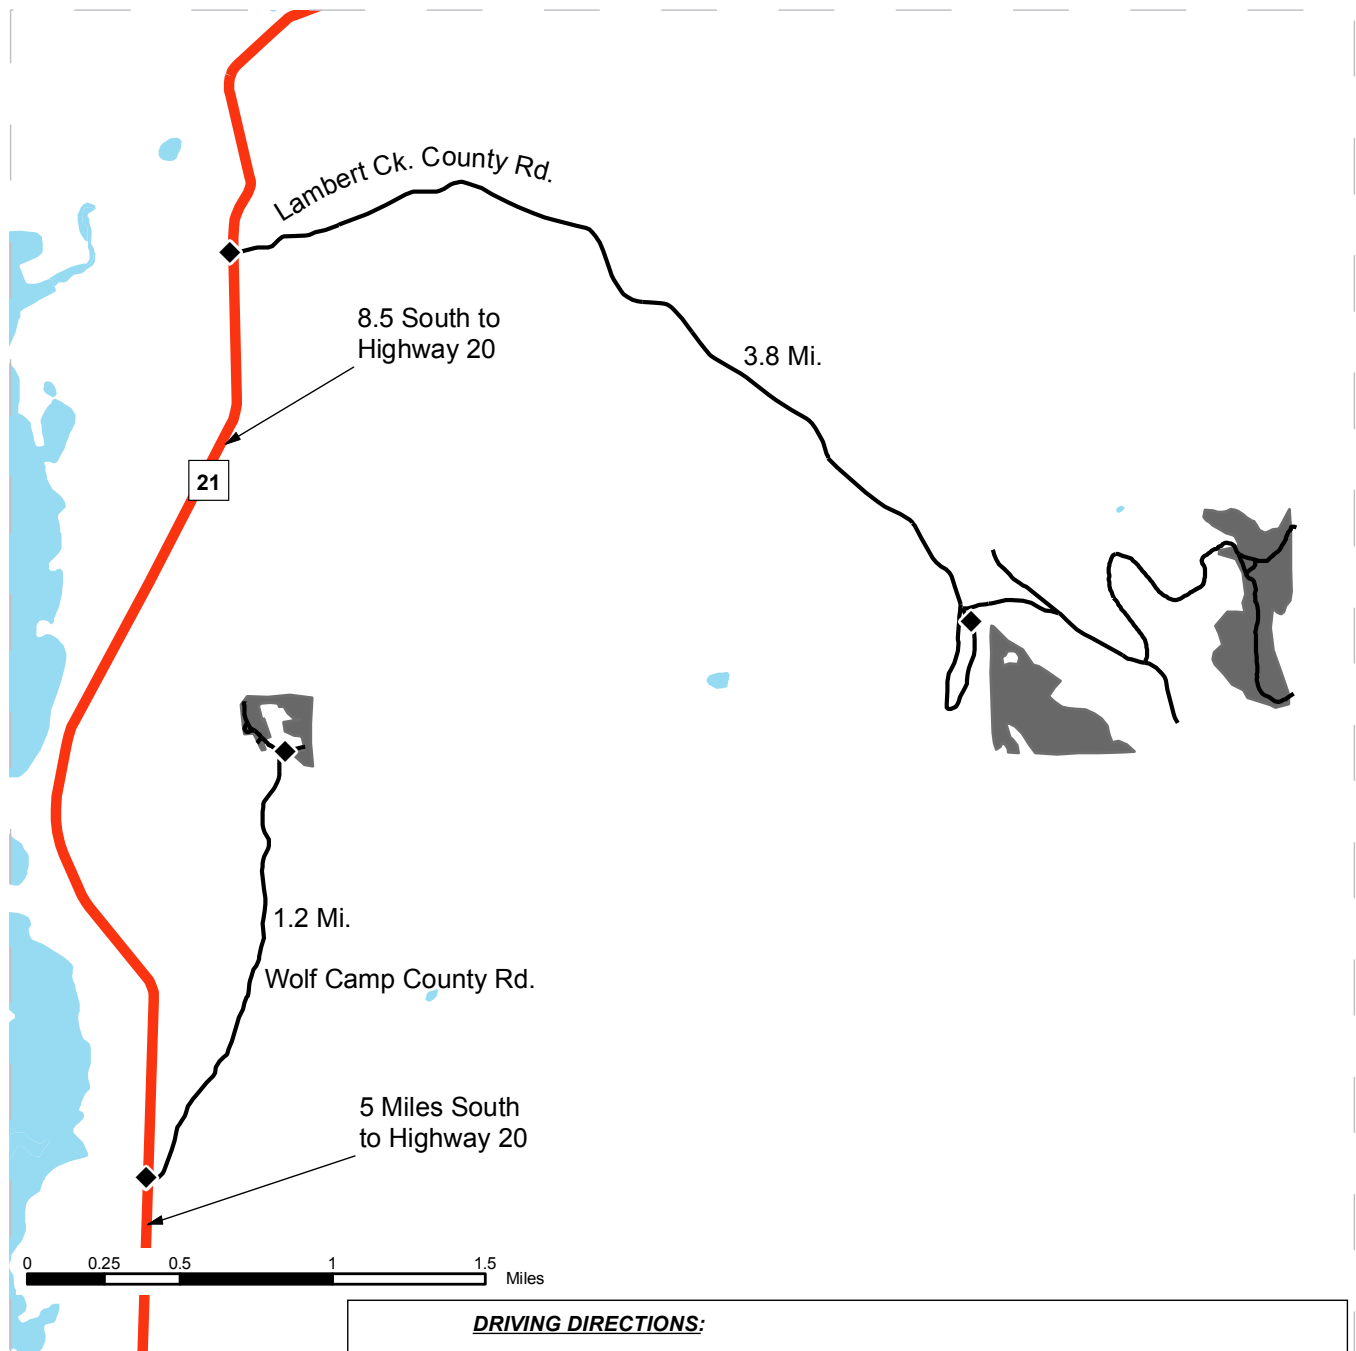 Lambert Ck. County Rd.
8.5 South to
Highway 20
3.8 Mi.
21
1.2 Mi.
Wolf Camp County Rd.
5 Miles South
to Highway 20
0 0.25 0.5 1 1.5
Miles
DRIVING DIRECTIONS: